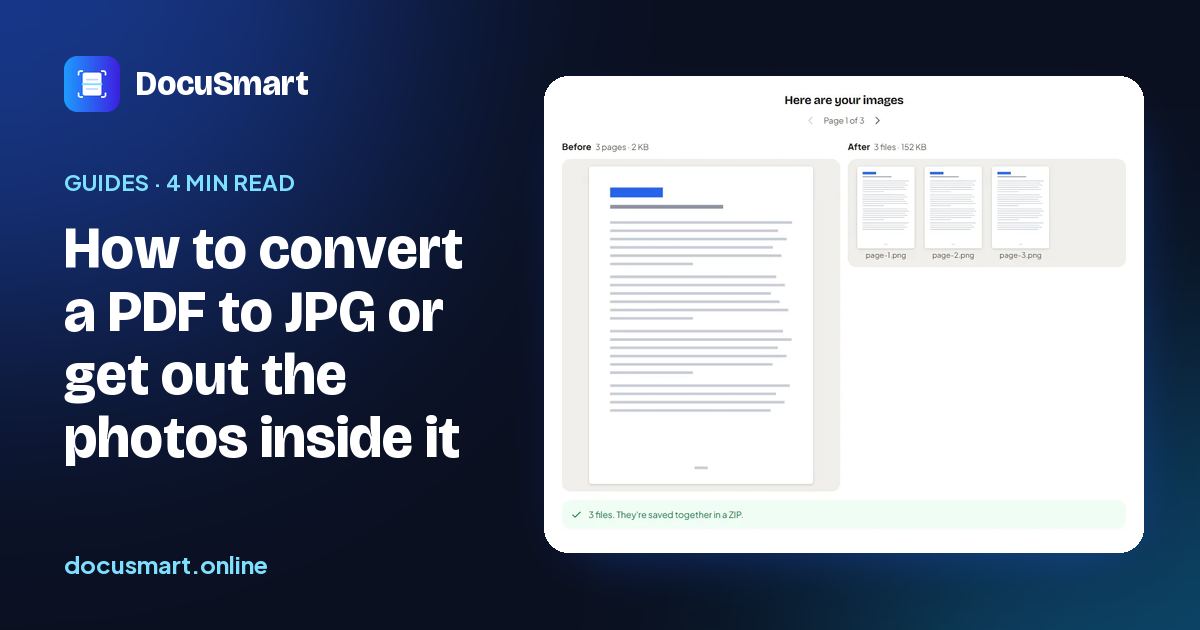 DocuSmart
GUIDES · 4 MIN READ
How to convert
a PDF to JPG or
get out the
photos inside it
docusmart.online
Here are your images
Page 1 of 3
Before 3 pages · 2 KB
After 3 files · 152 KB
page-1.png
page-2.png
page-3.png
3 files. They're saved together in a ZIP.